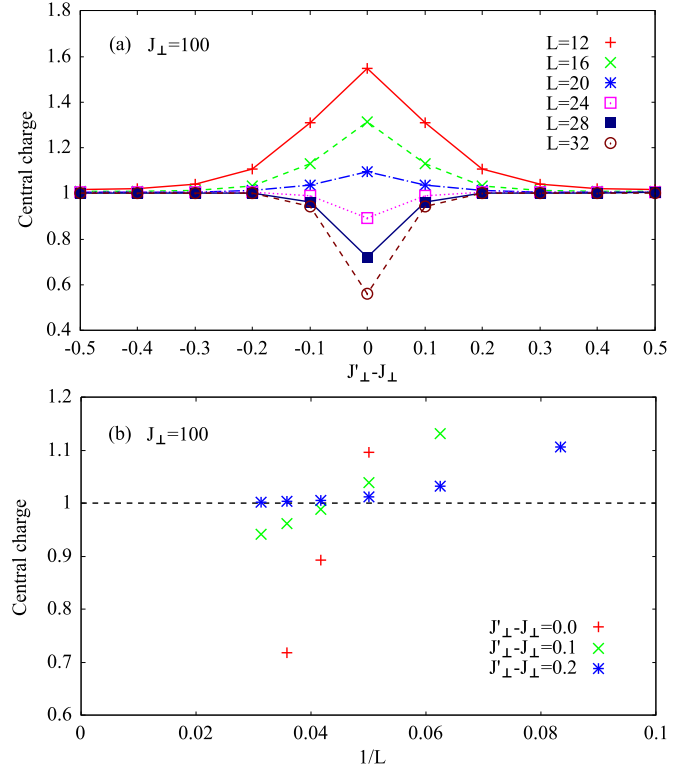 (a) J⊥=100
L=12
L=16
L=20
L=24
L=28
L=32
Central charge
1.8
1.6
1.4
1.2
1
0.8
0.6
0.4
-0.5 -0.4 -0.3 -0.2 -0.1 0 0.1 0.2 0.3 0.4 0.5
J'⊥-J⊥
(b) J⊥=100
Central charge
1.2
1.1
1
0.9
0.8
0.7
0.6
J'⊥-J⊥=0.0
J'⊥-J⊥=0.1
J'⊥-J⊥=0.2
0 0.02 0.04 0.06 0.08 0.1
1/L